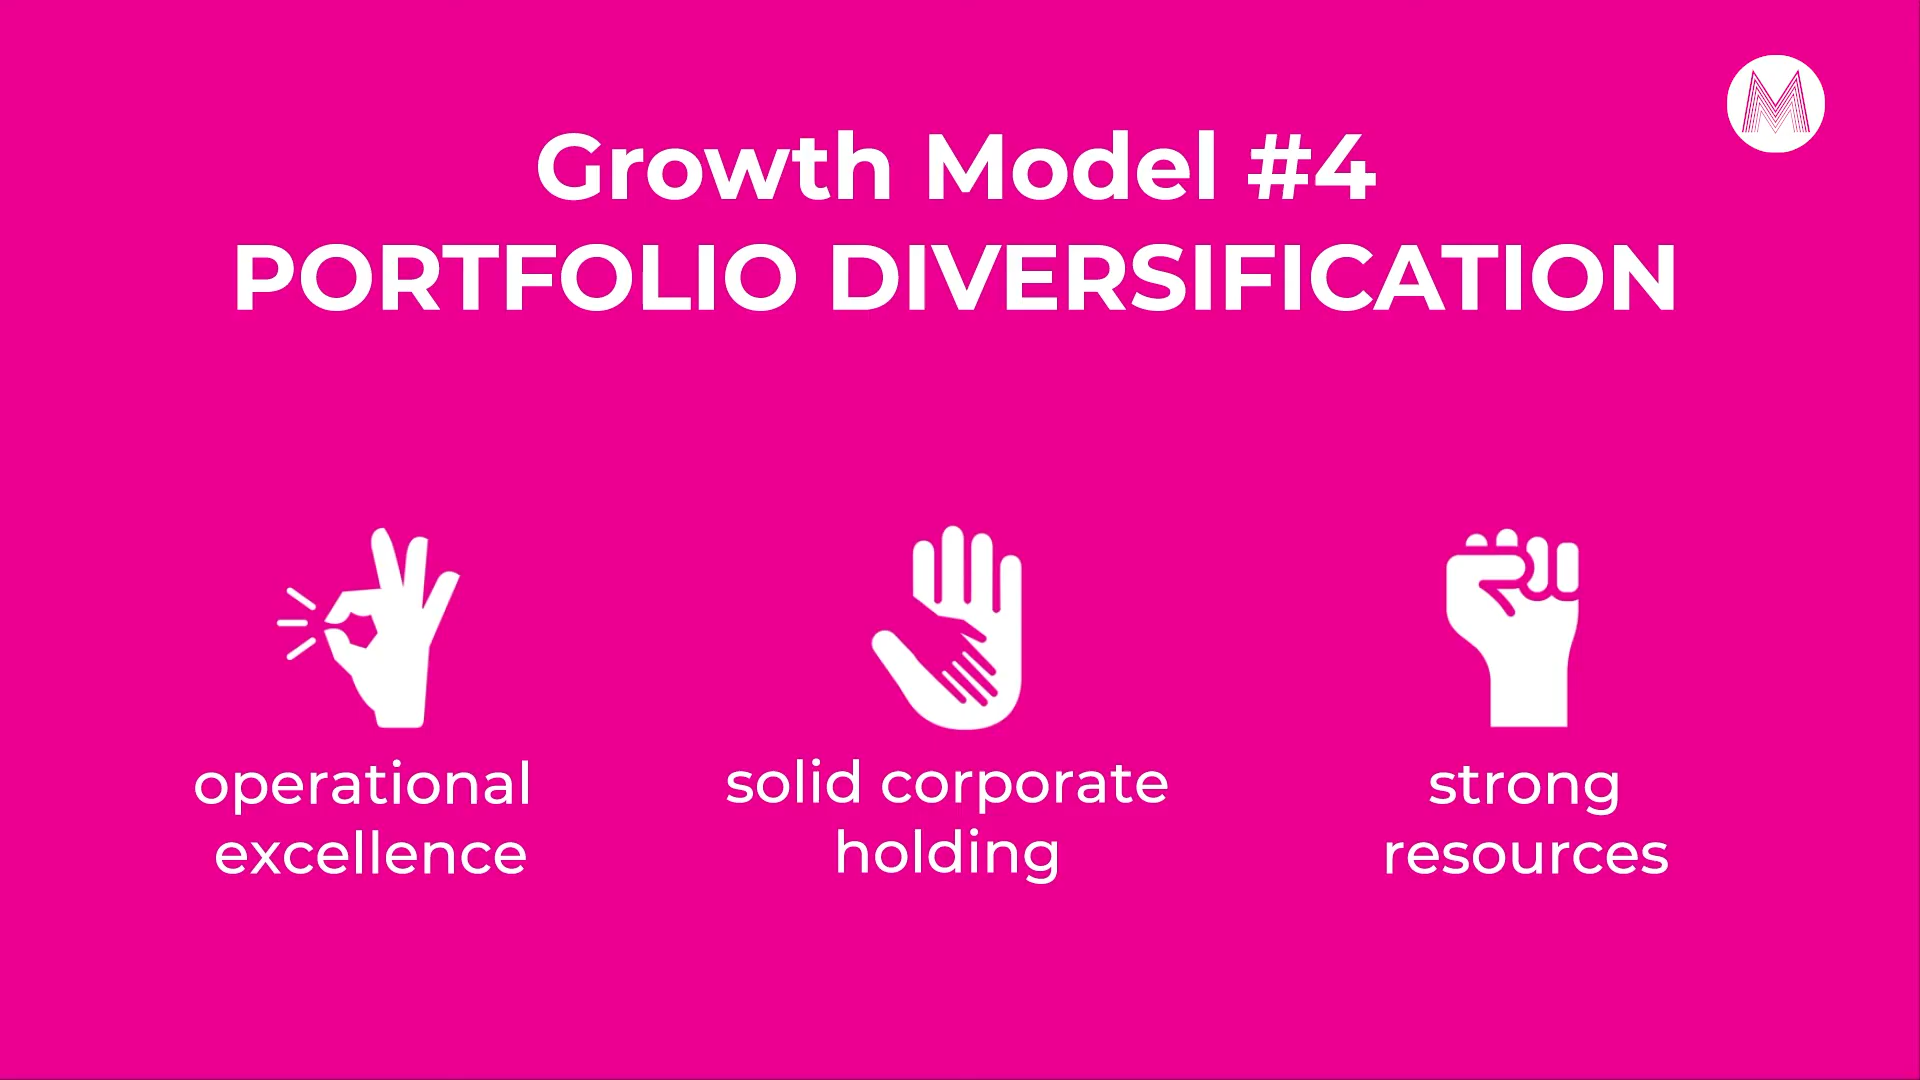 M
Growth Model #4
PORTFOLIO DIVERSIFICATION
operational
excellence
solid corporate
holding
strong
resources